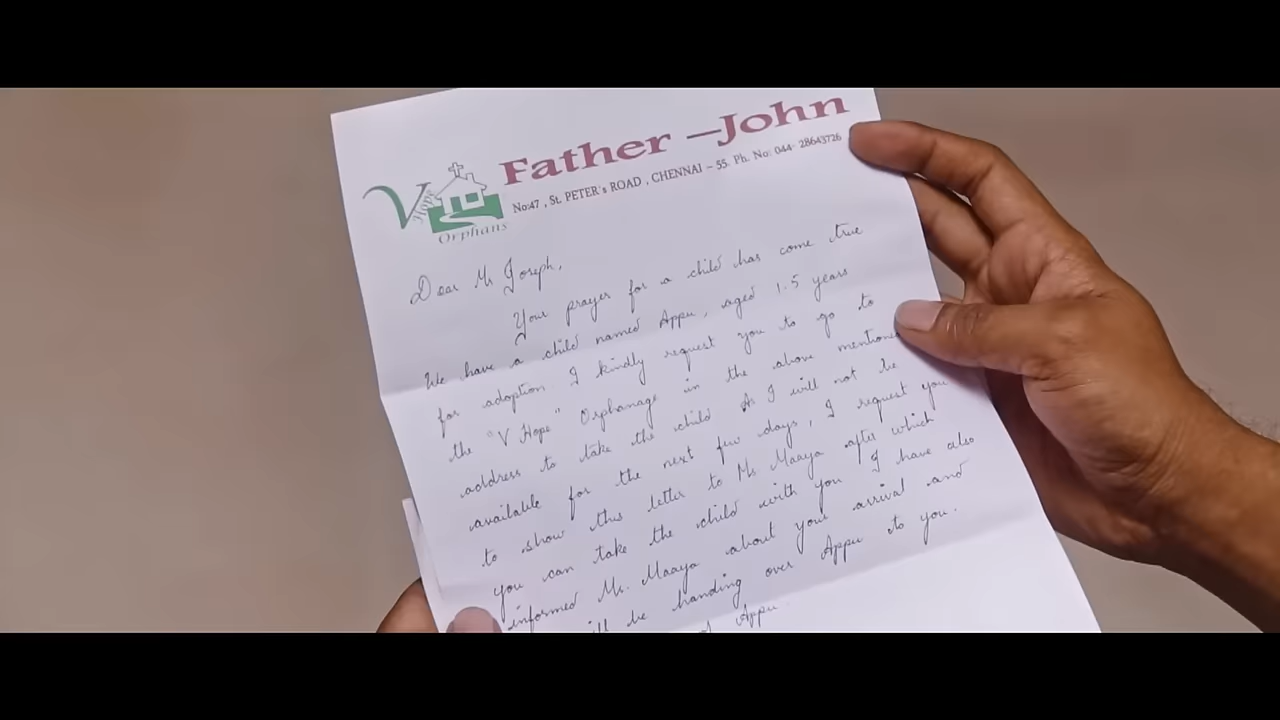 Father –John
No:47 , St. PETER's ROAD , CHENNAI – 55. Ph. No: 044- 28643726
V
Orphans
Dear Mr Joseph,
Your prayer for a child has come true
We have a child named Appu, aged 1.5 years
for adoption I kindly request you to go to
the "V Hope" Orphanage in the above mentioned
address to take the child As I will not be
available for the next few days, I request you
to show this letter to Ms Maaya after which
you can take the child with you I have also
informed Ms. Maaya about your arrival and
be handing over Appu to you.
Appu.